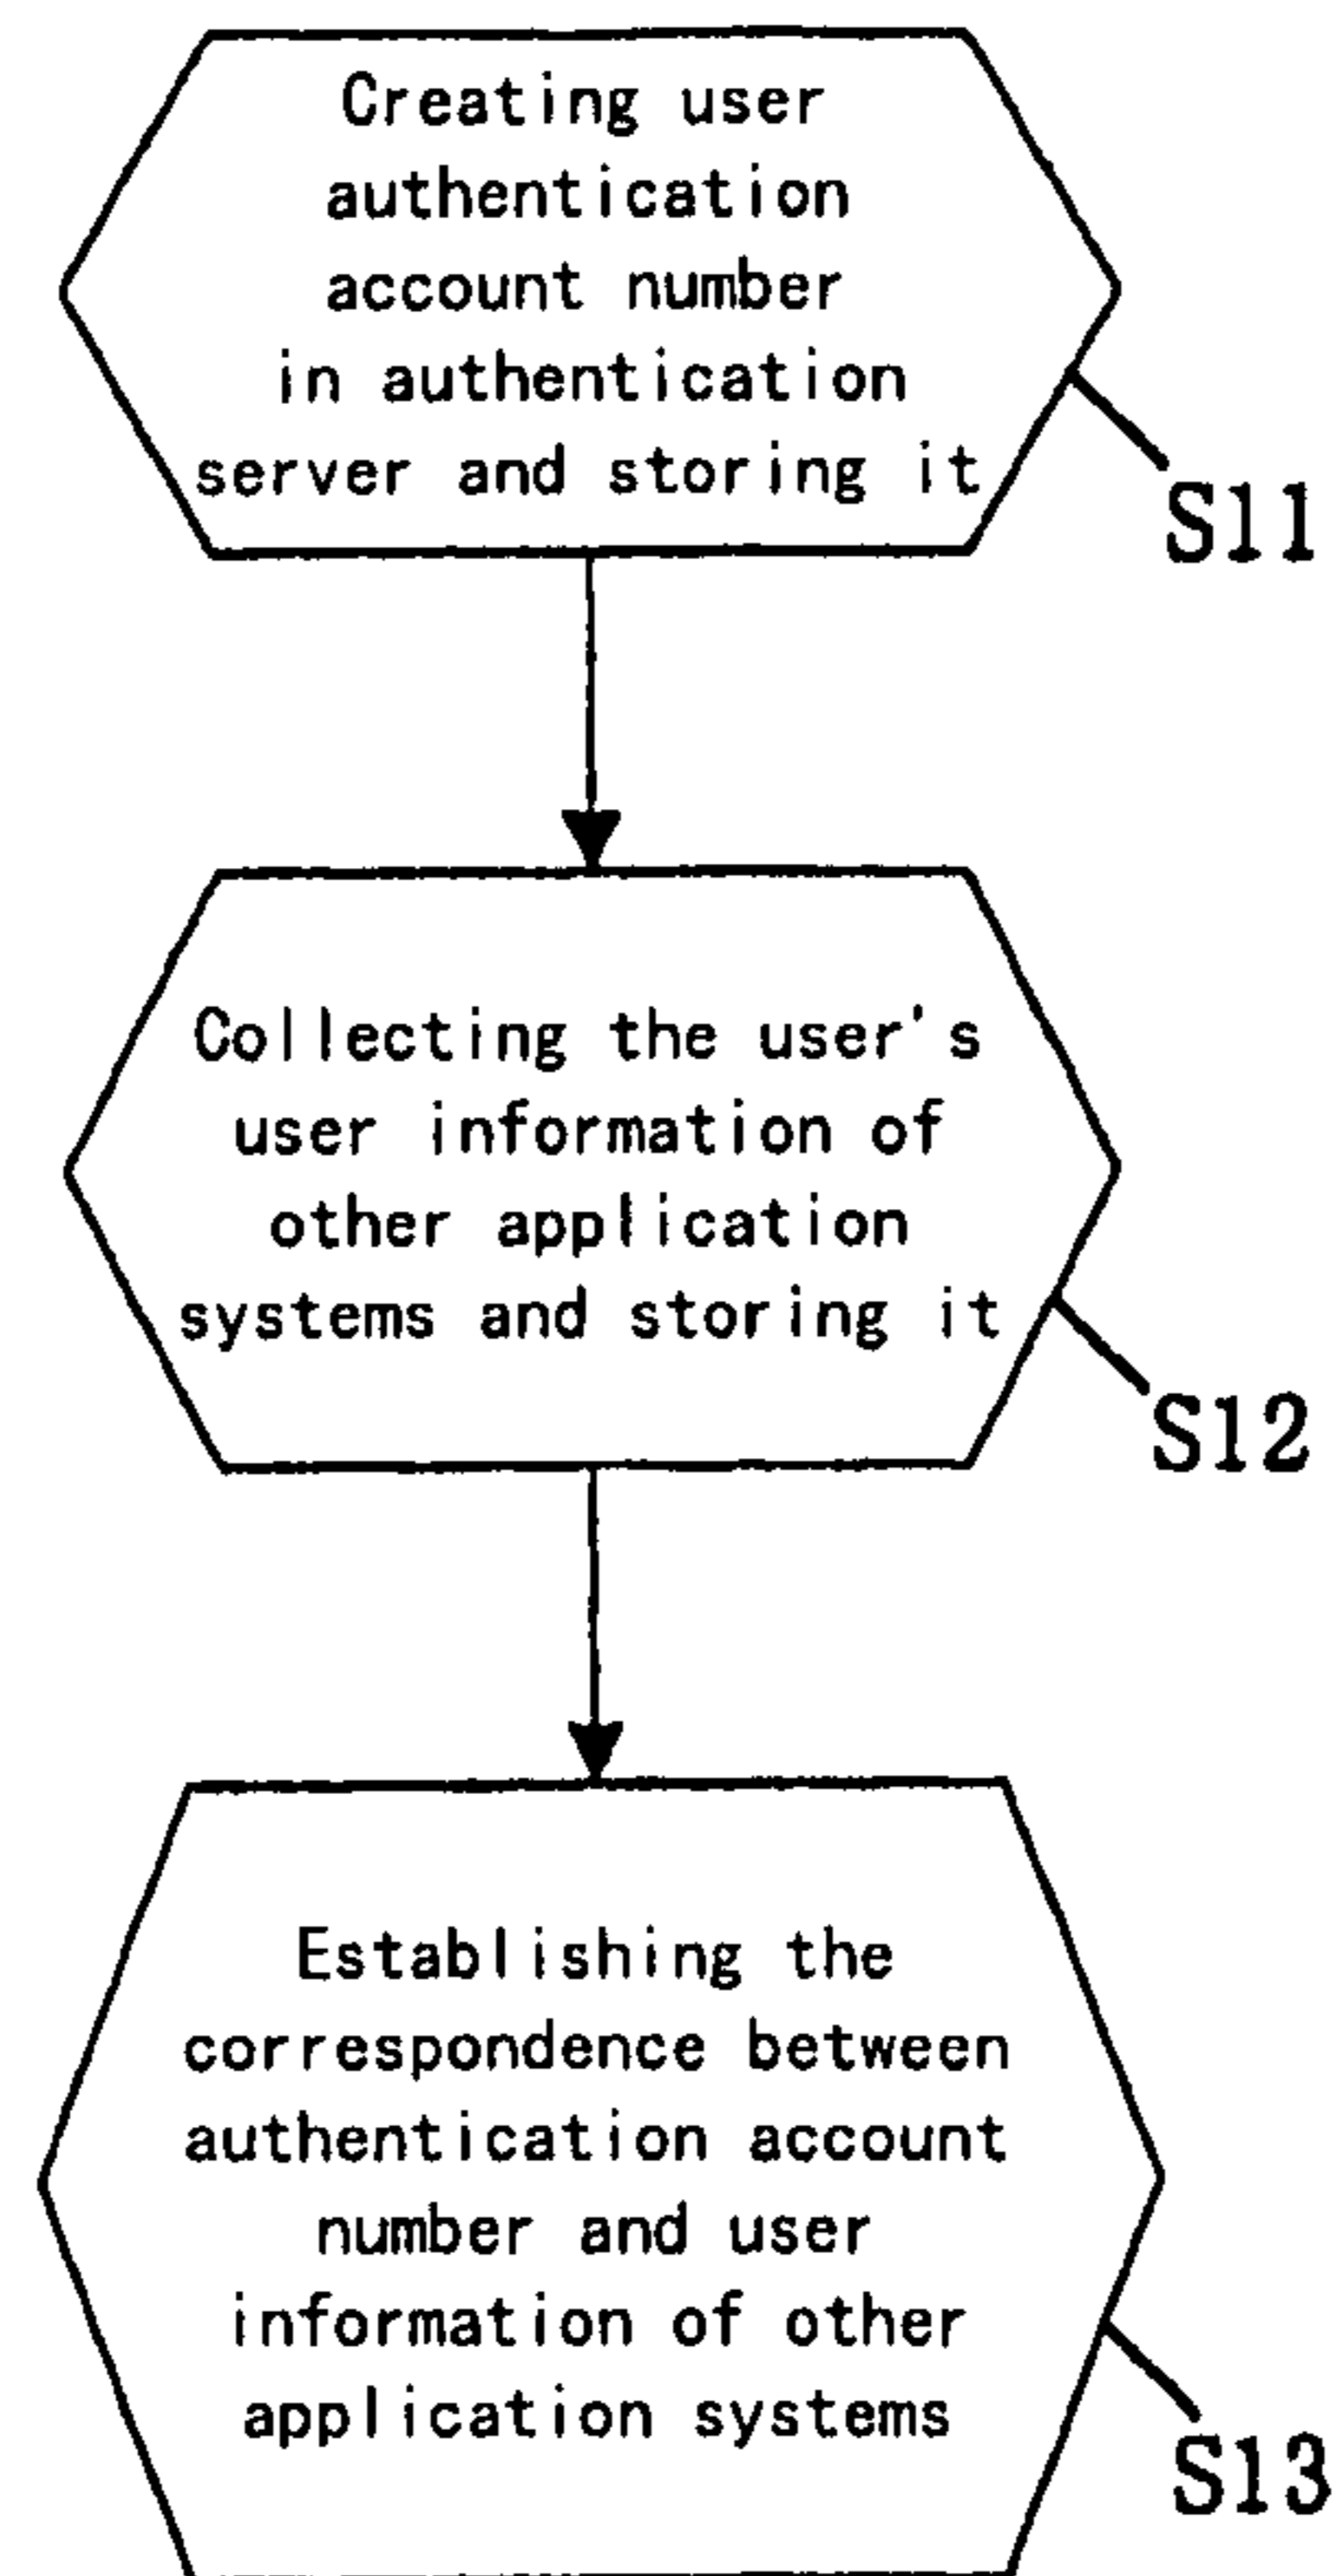 Creating user
authentication
account number
in authentication
server and storing it
S11
Collecting the user's
user information of
other application
systems and storing it
S12
Establishing the
correspondence between
authentication account
number and user
information of other
application systems
S13